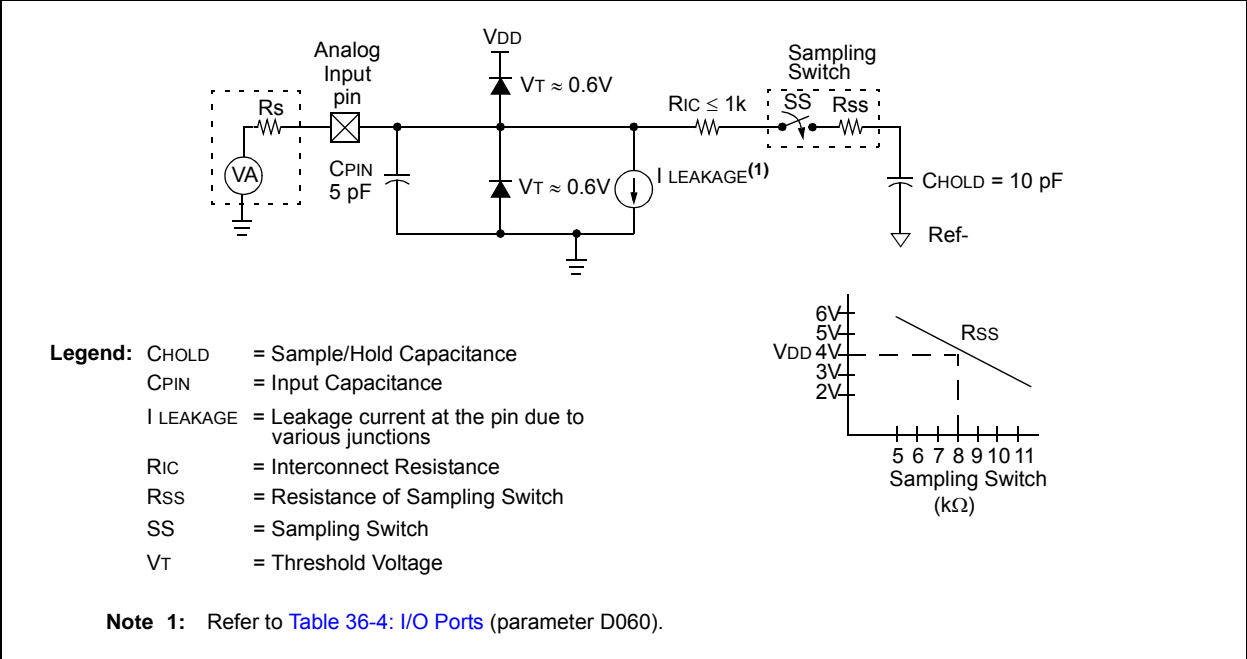 VDD
Analog
Input
pin
VT ≈ 0.6V
Sampling
Switch
Rs
RIC ≤ 1k
SS
Rss
VA
CPIN
5 pF
VT ≈ 0.6V
I LEAKAGE(1)
CHOLD = 10 pF
Ref-
6V
5V
VDD 4V
3V
2V
RSS
5 6 7 8 9 10 11
Sampling Switch
(kΩ)
Legend: CHOLD = Sample/Hold Capacitance
CPIN = Input Capacitance
I LEAKAGE = Leakage current at the pin due to
various junctions
RIC = Interconnect Resistance
RSS = Resistance of Sampling Switch
SS = Sampling Switch
VT = Threshold Voltage
Note 1: Refer to Table 36-4: I/O Ports (parameter D060).